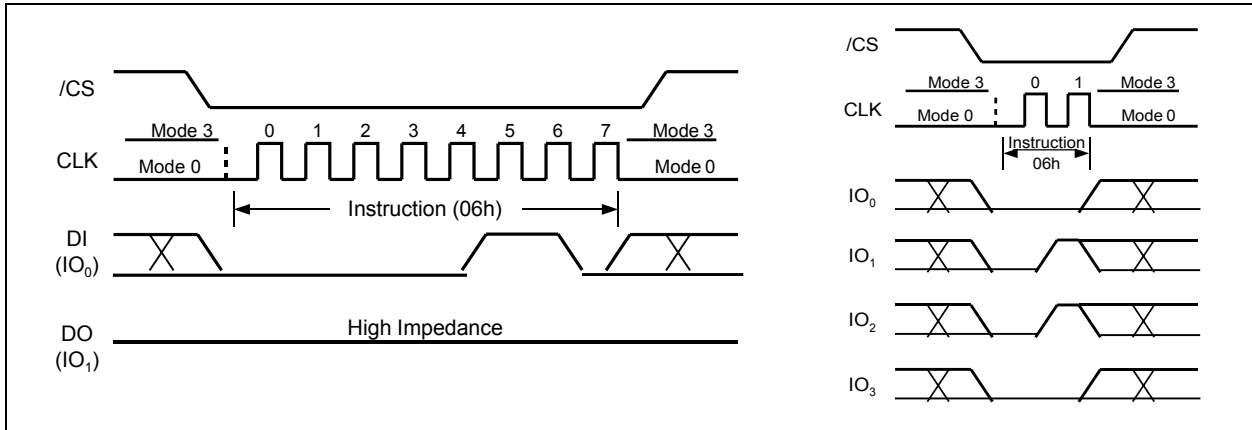 /CS
Mode 3 0 1 2 3 4 5 6 7 Mode 3
CLK
Mode 0 Mode 0
Instruction (06h)
DI
(IO₀)
High Impedance
DO
(IO₁)
/CS
Mode 3 0 1 Mode 3
CLK
Mode 0 Mode 0
Instruction
06h
IO₀
IO₁
IO₂
IO₃